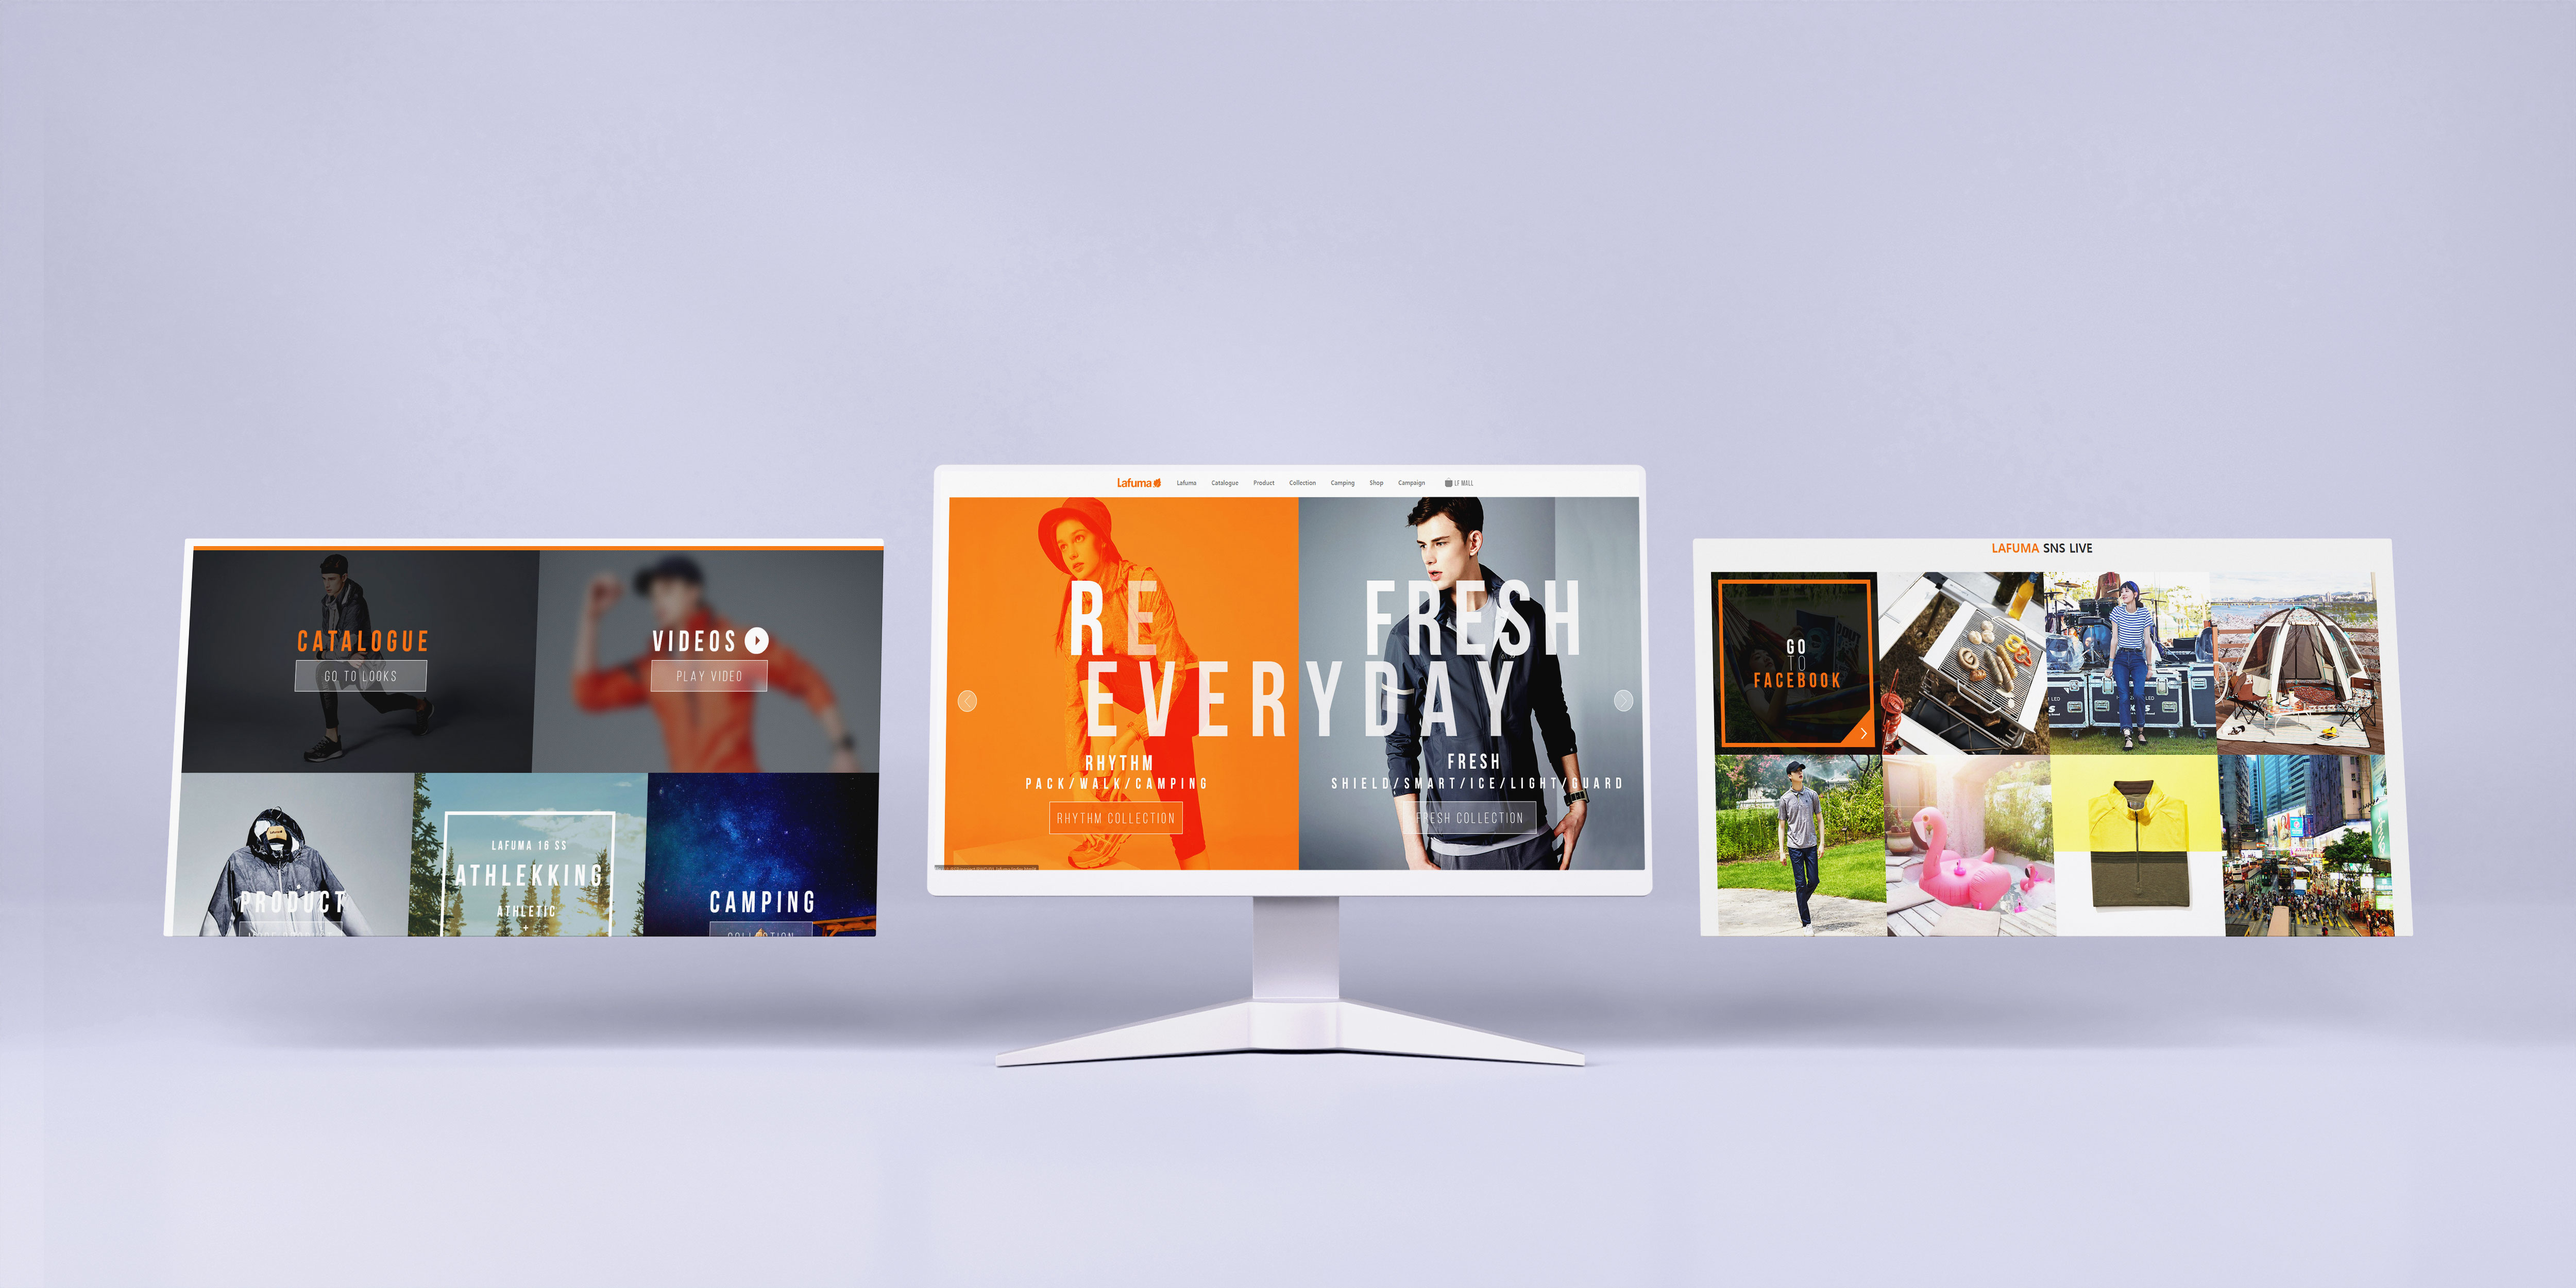 Lafuma
Lafuma Catalogue Product Collection Camping Shop Campaign LF MALL
RE FRESH
EVERYDAY
RHYTHM
PACK/WALK/CAMPING
RHYTHM COLLECTION
FRESH
SHIELD/SMART/ICE/LIGHT/GUARD
FRESH COLLECTION
CATALOGUE
GO TO LOOKS
VIDEOS
PLAY VIDEO
PRODUCT
LAFUMA 16 SS
ATHLEKKING
ATHLETIC
+
CAMPING
COLLECTION
LAFUMA SNS LIVE
GO
TO
FACEBOOK